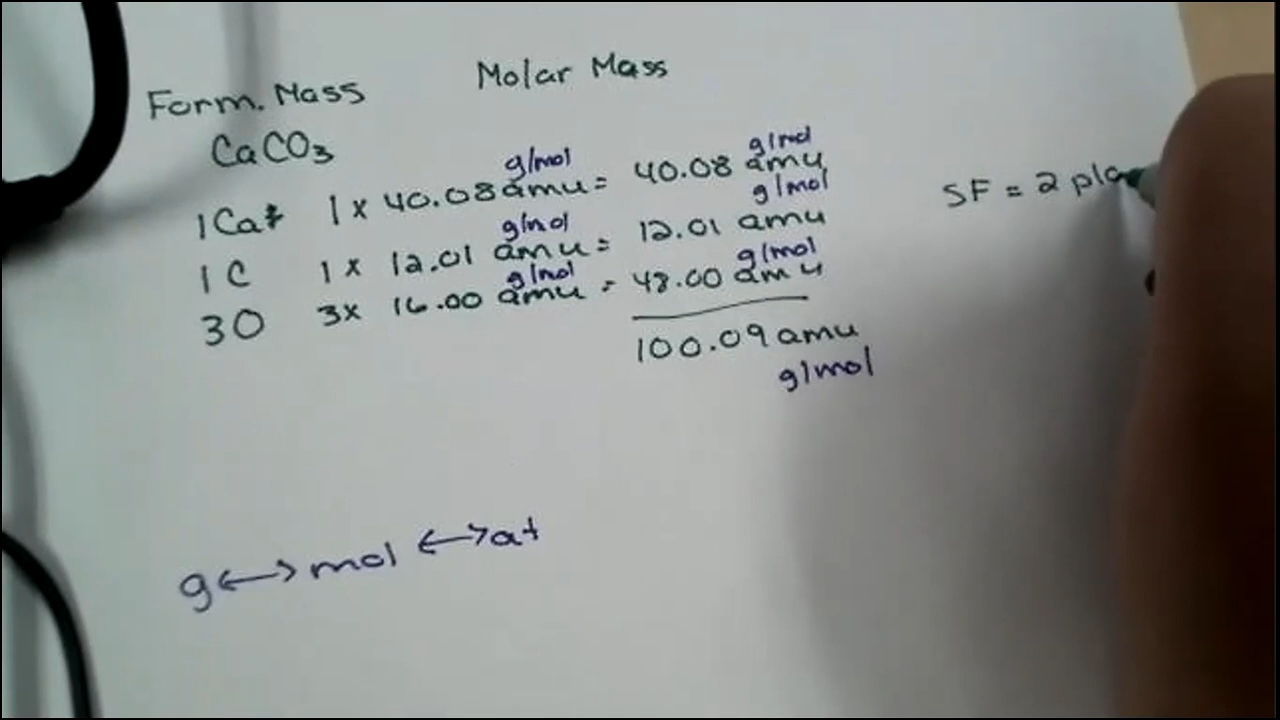 Form. Mass Molar Mass
CaCO3
g/mol g/mol
1Ca 1 x 40.08 amu = 40.08 amu
g/mol g/mol
1 C 1 x 12.01 amu = 12.01 amu
g/mol g/mol
3O 3x 16.00 amu = 48.00 amu
100.09 amu
g/mol
SF = 2 pla
g ↔ mol ↔ at